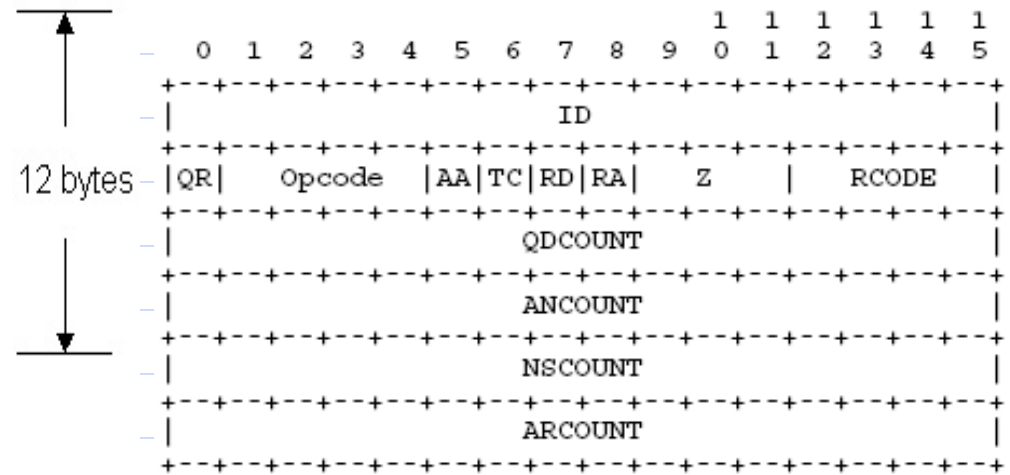 1 1 1 1 1 1
0 1 2 3 4 5 6 7 8 9 0 1 2 3 4 5
+--+--+--+--+--+--+--+--+--+--+--+--+--+--+--+--+
| ID |
+--+--+--+--+--+--+--+--+--+--+--+--+--+--+--+--+
12 bytes |QR| Opcode |AA|TC|RD|RA| Z | RCODE |
+--+--+--+--+--+--+--+--+--+--+--+--+--+--+--+--+
| QDCOUNT |
+--+--+--+--+--+--+--+--+--+--+--+--+--+--+--+--+
| ANCOUNT |
+--+--+--+--+--+--+--+--+--+--+--+--+--+--+--+--+
| NSCOUNT |
+--+--+--+--+--+--+--+--+--+--+--+--+--+--+--+--+
| ARCOUNT |
+--+--+--+--+--+--+--+--+--+--+--+--+--+--+--+--+